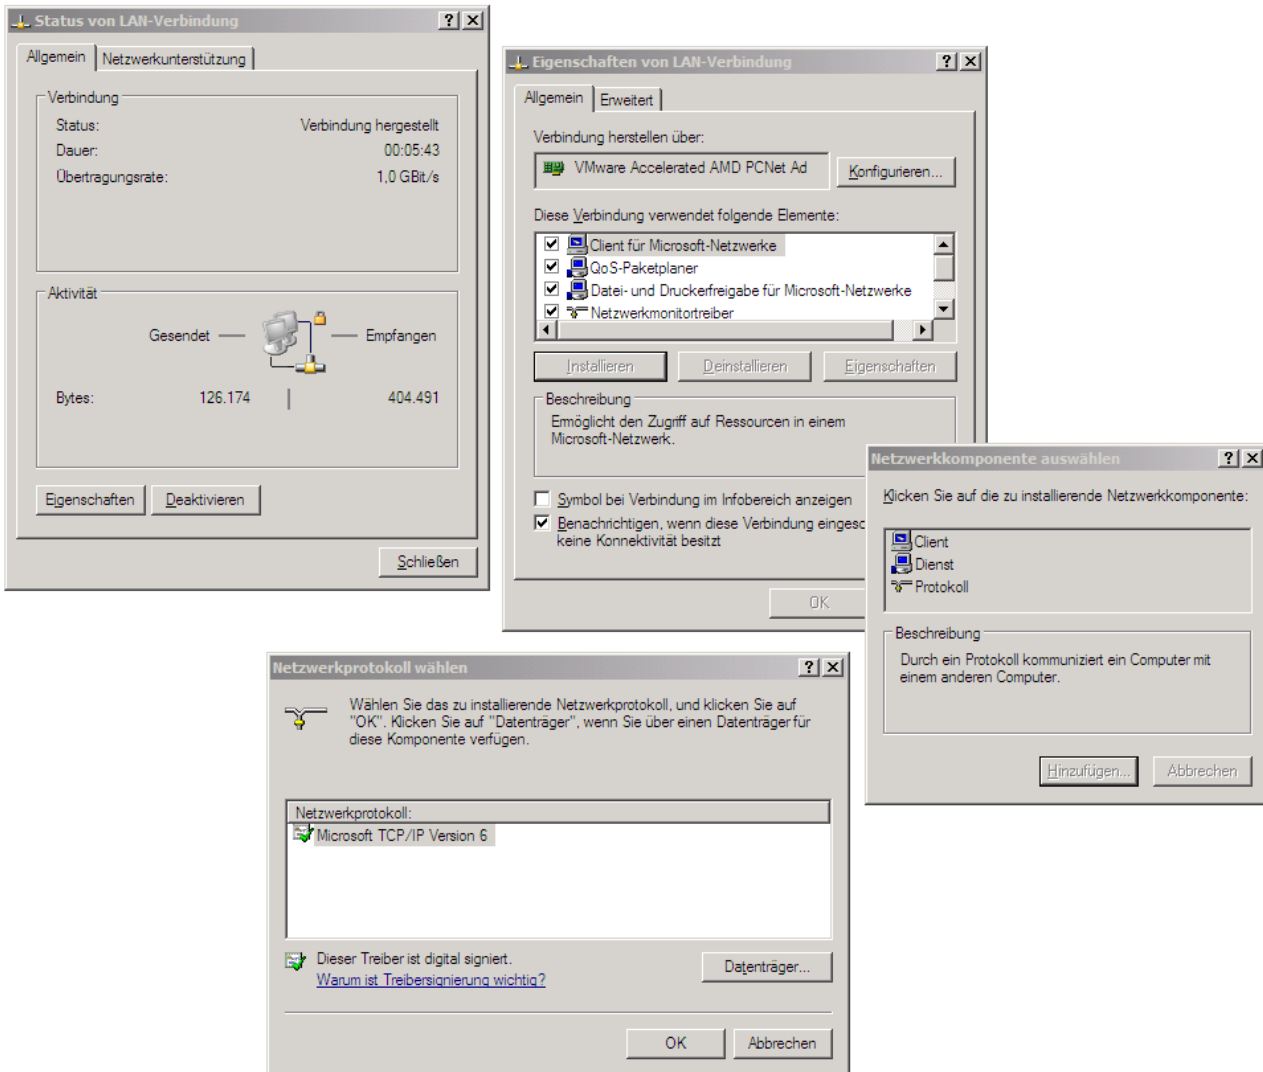 Status von LAN-Verbindung
Allgemein
Netzwerkunterstützung
Verbindung
Status:
Verbindung hergestellt
Dauer:
00:05:43
Übertragungsrate:
1,0 GBit/s
Aktivität
Gesendet
Empfangen
Bytes:
126.174
404.491
Eigenschaften
Deaktivieren
Schließen
Eigenschaften von LAN-Verbindung
Allgemein
Erweitert
Verbindung herstellen über:
VMware Accelerated AMD PCNet Ad
Konfigurieren...
Diese Verbindung verwendet folgende Elemente:
Client für Microsoft-Netzwerke
QoS-Paketplaner
Datei- und Druckerfreigabe für Microsoft-Netzwerke
Netzwerkmonitortreiber
Installieren
Deinstallieren
Eigenschaften
Beschreibung
Ermöglicht den Zugriff auf Ressourcen in einem
Microsoft-Netzwerk.
Symbol bei Verbindung im Infobereich anzeigen
Benachrichtigen, wenn diese Verbindung eingesc
keine Konnektivität besitzt
OK
Netzwerkkomponente auswählen
Klicken Sie auf die zu installierende Netzwerkkomponente:
Client
Dienst
Protokoll
Beschreibung
Durch ein Protokoll kommuniziert ein Computer mit
einem anderen Computer.
Hinzufügen...
Abbrechen
Netzwerkprotokoll wählen
Wählen Sie das zu installierende Netzwerkprotokoll, und klicken Sie auf
"OK". Klicken Sie auf "Datenträger", wenn Sie über einen Datenträger für
diese Komponente verfügen.
Netzwerkprotokoll:
Microsoft TCP/IP Version 6
Dieser Treiber ist digital signiert.
Warum ist Treibersignierung wichtig?
Datenträger...
OK
Abbrechen